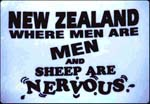 NEW ZEALAND
WHERE MEN ARE
MEN
AND
SHEEP ARE
NERVOUS